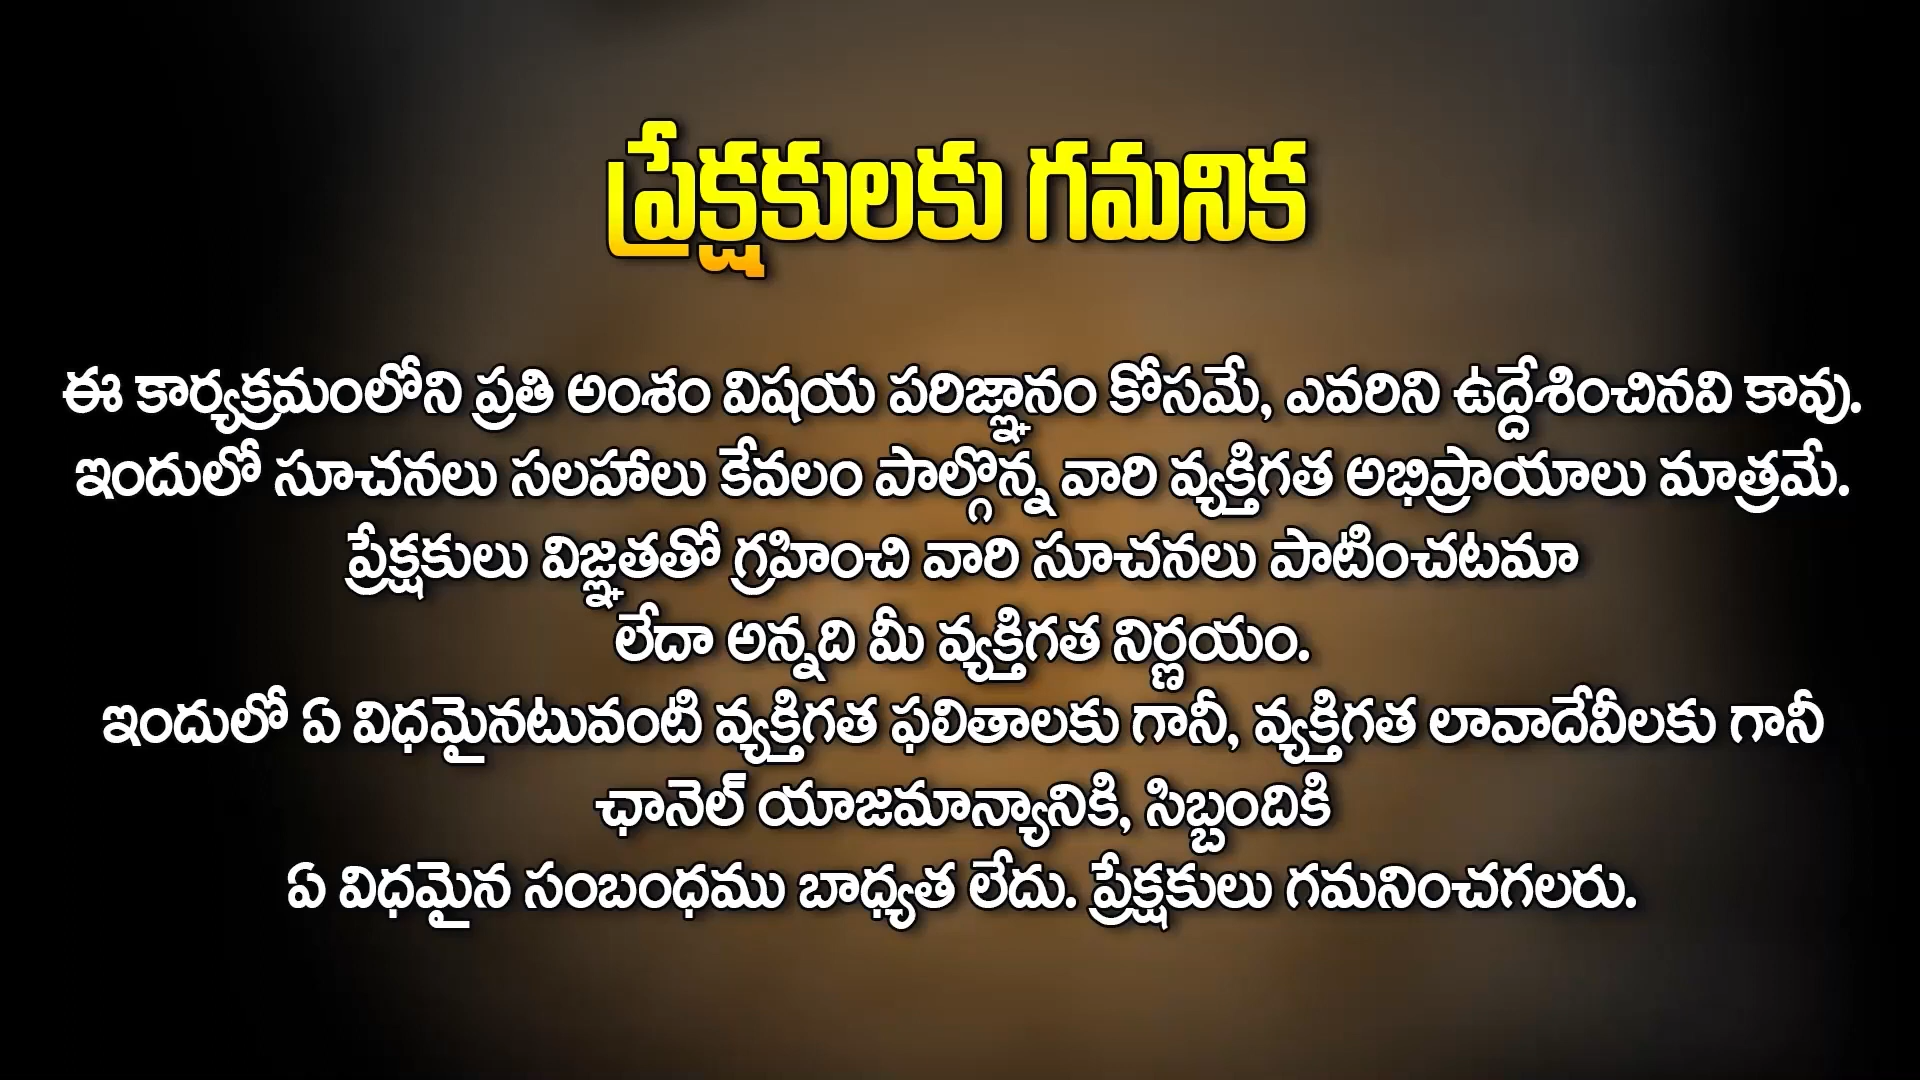 ప్రేక్షకులకు గమనిక
ఈ కార్యక్రమంలోని ప్రతి అంశం విషయ పరిజ్ఞానం కోసమే, ఎవరిని ఉద్దేశించినవి కావు.
ఇందులో సూచనలు సలహాలు కేవలం పాల్గొన్న వారి వ్యక్తిగత అభిప్రాయాలు మాత్రమే.
ప్రేక్షకులు విజ్ఞతతో గ్రహించి వారి సూచనలు పాటించటమా
లేదా అన్నది మీ వ్యక్తిగత నిర్ణయం.
ఇందులో ఏ విధమైనటువంటి వ్యక్తిగత ఫలితాలకు గానీ, వ్యక్తిగత లావాదేవీలకు గానీ
ఛానెల్ యాజమాన్యానికి, సిబ్బందికి
ఏ విధమైన సంబంధము బాధ్యత లేదు. ప్రేక్షకులు గమనించగలరు.